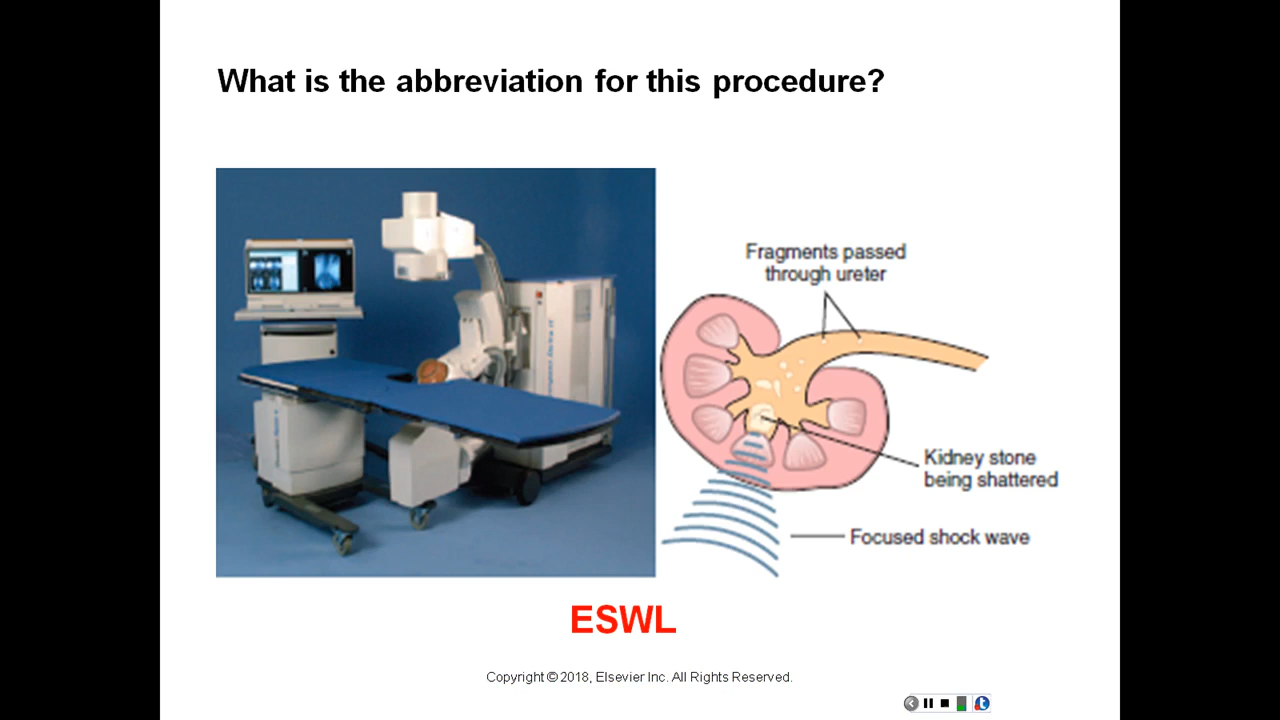 What is the abbreviation for this procedure?
Fragments passed
through ureter
Kidney stone
being shattered
Focused shock wave
ESWL
Copyright © 2018, Elsevier Inc. All Rights Reserved.